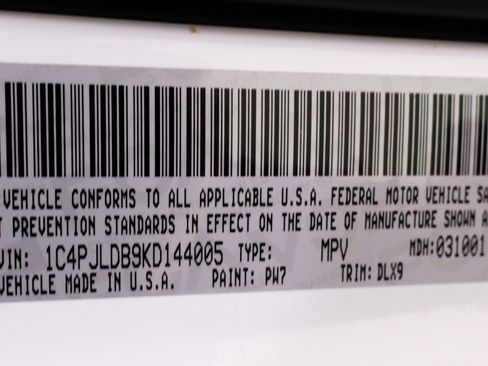 VEHICLE CONFORMS TO ALL APPLICABLE U.S.A. FEDERAL MOTOR VEHICLE SA
T PREVENTION STANDARDS IN EFFECT ON THE DATE OF MANUFACTURE SHOWN A
VIN: 1C4PJLDB9KD144005 TYPE: MPV MDH: 031001
VEHICLE MADE IN U.S.A. PAINT: PW7 TRIM: DLX9